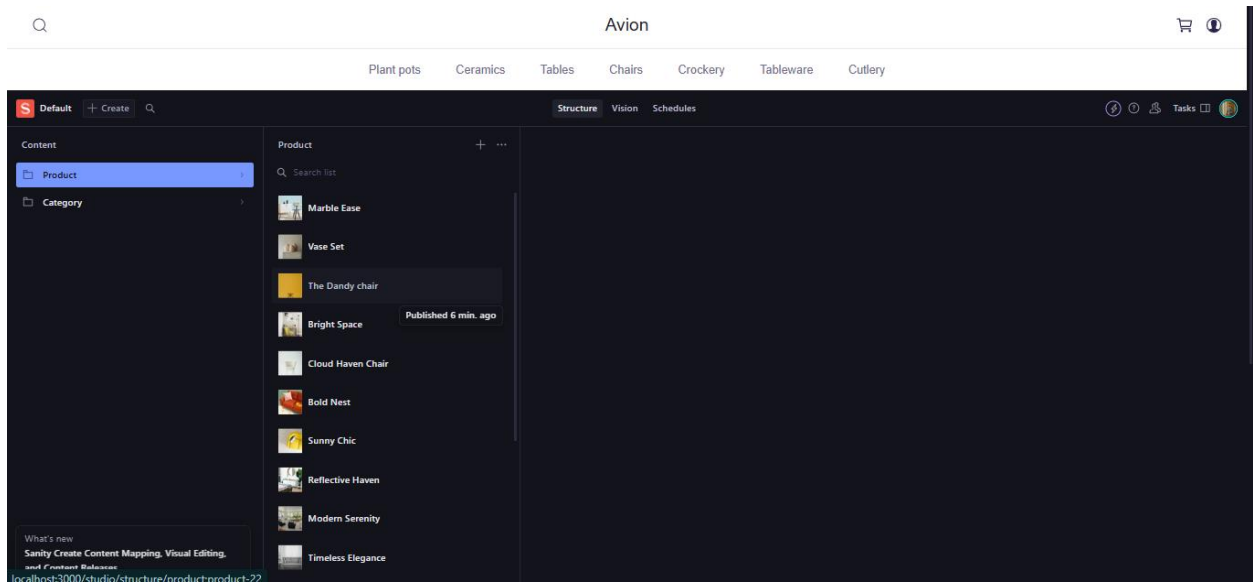 Avion
Plant pots Ceramics Tables Chairs Crockery Tableware Cutlery
S Default + Create Structure Vision Schedules Tasks
Content
Product
Category
Product
Search list
Marble Ease
Vase Set
The Dandy chair
Published 6 min. ago
Bright Space
Cloud Haven Chair
Bold Nest
Sunny Chic
Reflective Haven
Modern Serenity
Timeless Elegance
What's new
Sanity Create Content Mapping, Visual Editing,
and Content Releases
localhost:3000/studio/structure/product;product-22